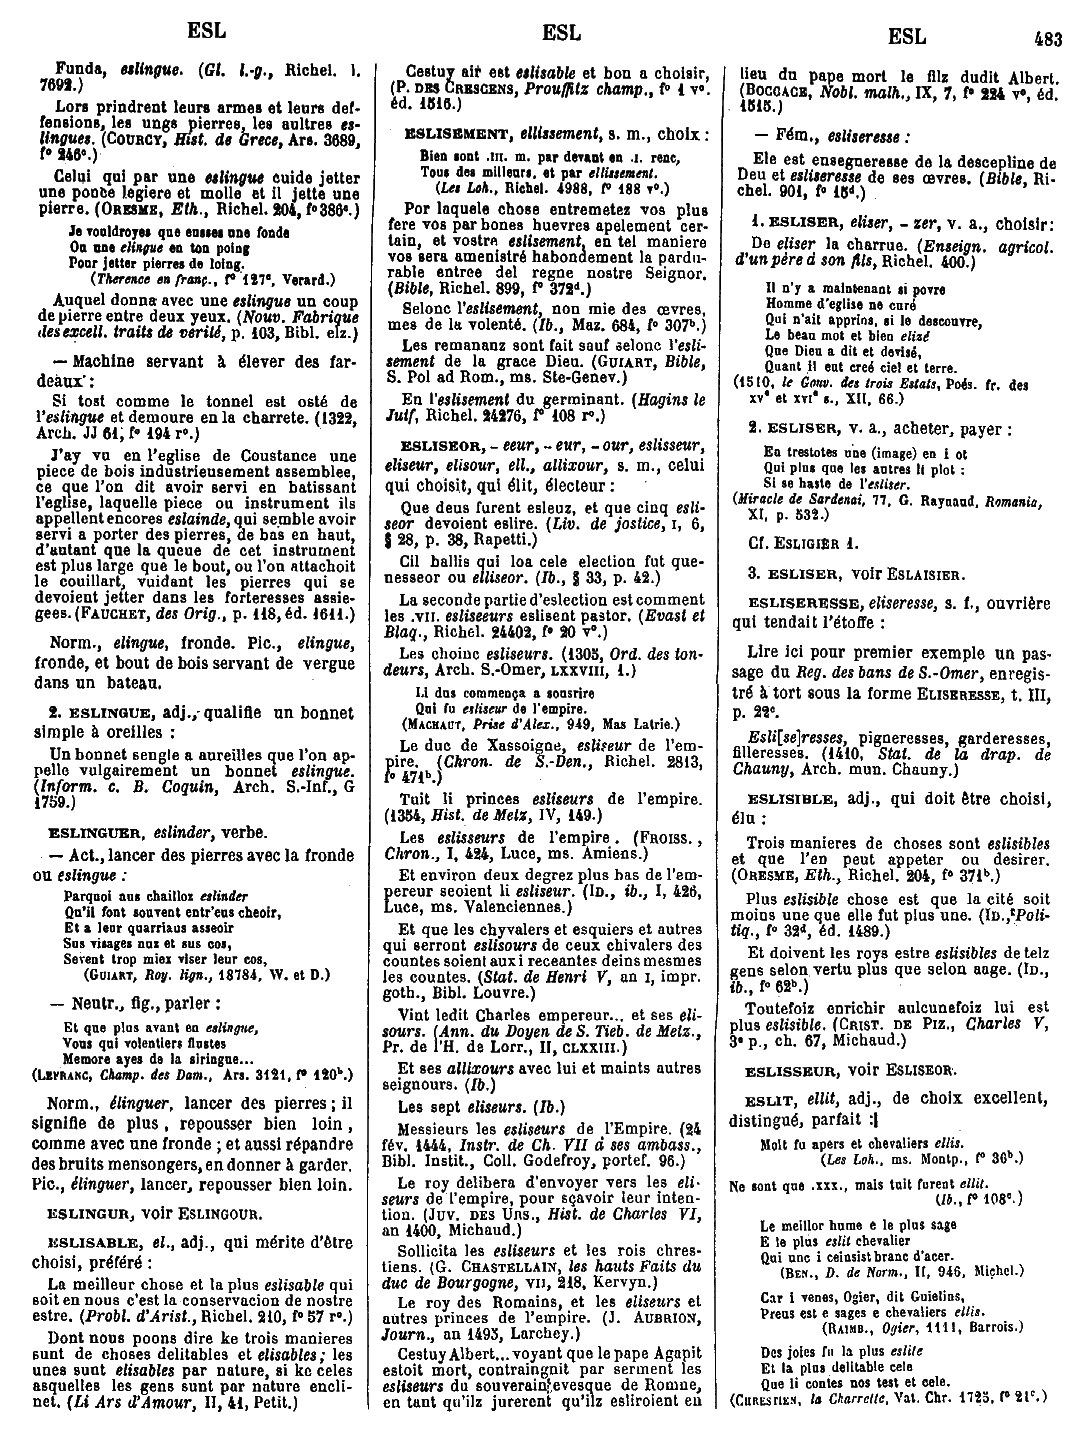 ESL
ESL
ESL
483
Funda, eslingue. (Gl. l.-g., Richel. l.
7692.)
Lors prindrent leurs armes et leurs def-
fensions, les ungs pierres, les aultres es-
lingues. (COURCY, Hist. de Grece, Ars. 3689,
f° 246ᶜ.)
Celui qui par une eslingue cuide jetter
une ponce legiere et molle et il jette une
pierre. (ORESME, Eth., Richel. 204, f° 386ᵃ.)
Je vouldroyes que eusses une fonde
On une elingue en ton poing
Pour jetter pierres de loing.
(Therence en franç., f° 127ᶜ, Verard.)
Auquel donna avec une eslingue un coup
de pierre entre deux yeux. (Nouv. Fabrique
des excell. traits de vérité, p. 103, Bibl. elz.)
— Machine servant à élever des far-
deaux :
Si tost comme le tonnel est osté de
l'eslingue et demoure en la charrete. (1322,
Arch. JJ 61, f° 194 r°.)
J'ay vu en l'eglise de Coustance une
piece de bois industrieusement assemblee,
ce que l'on dit avoir servi en batissant
l'eglise, laquelle piece ou instrument ils
appellent encores eslainde, qui semble avoir
servi a porter des pierres, de bas en haut,
d'autant que la queue de cet instrument
est plus large que le bout, ou l'on attachoit
le couillart, vuidant les pierres qui se
devoient jetter dans les forteresses assie-
gees. (FAUCHET, des Orig., p. 118, éd. 1611.)
Norm., elingue, fronde. Pic., elingue,
fronde, et bout de bois servant de vergue
dans un bateau.
2. ESLINGUE, adj., qualifie un bonnet
simple à oreilles :
Un bonnet sengle a aureilles que l'on ap-
pelle vulgairement un bonnet eslingue.
(Inform. c. B. Coquin, Arch. S.-Inf., G
1759.)
ESLINGUER, eslinder, verbe.
— Act., lancer des pierres avec la fronde
ou eslingue :
Parquoi aus chailloz eslinder
Qu'il font souvent entr'eus cheoir,
Et a leur quarriaus asseoir
Sus visages nuz et sus cos,
Sevent trop miex viser leur cos,
(GUIART, Roy. lign., 18784, W. et D.)
— Neutr., fig., parler :
Et que plus avant en eslingue,
Vous qui volentiers flustes
Memore ayes de la siringue...
(LEFRANC, Champ. des Dam., Ars. 3121, f° 120ᵇ.)
Norm., élinguer, lancer des pierres ; il
signifie de plus, repousser bien loin,
comme avec une fronde ; et aussi répandre
des bruits mensongers, en donner à garder.
Pic., élinguer, lancer, repousser bien loin.
ESLINGUR, voir ESLINGOUR.
ESLISABLE, el., adj., qui mérite d'être
choisi, préféré :
La meilleur chose et la plus eslisable qui
soit en nous c'est la conservacion de nostre
estre. (Probl. d'Arist., Richel. 210, f° 57 r°.)
Dont nous poons dire ke trois manieres
sunt de choses delitables et elisables ; les
unes sunt elisables par nature, si ke celes
asquelles les gens sunt par nature encli-
net. (Li Ars d'Amour, II, 41, Petit.)
Cestuy air est eslisable et bon a choisir,
(P. DES CRESCENS, Prouffitz champ., f° 1 v°.
éd. 1516.)
ESLISEMENT, ellissement, s. m., choix :
Bien sont .III. m. par devant en .I. renc,
Tous des milleurs, et par ellissement.
(Les Loh., Richel. 4988, f° 188 v°.)
Por laquele chose entremetez vos plus
fere vos par bones huevres apelement cer-
tain, et vostre eslisement, en tel maniere
vos sera amenistré habondement la pardu-
rable entree del regne nostre Seignor.
(Bible, Richel. 899, f° 372ᵈ.)
Selonc l'eslisement, non mie des œvres,
mes de la volenté. (Ib., Maz. 684, f° 307ᵇ.)
Les remananz sont fait sauf selonc l'esli-
sement de la grace Dieu. (GUIART, Bible,
S. Pol ad Rom., ms. Ste-Genev.)
En l'eslisement du germinant. (Hagins le
Juif, Richel. 24276, f° 108 r°.)
ESLISEOR, - eeur, - eur, - our, eslisseur,
eliseur, elisour, ell., allixour, s. m., celui
qui choisit, qui élit, électeur :
Que deus furent esleuz, et que cinq esli-
seor devoient eslire. (Liv. de jostice, I, 6,
§ 28, p. 38, Rapetti.)
Cil ballis qui loa cele election fut que-
nesseor ou elliseor. (Ib., § 33, p. 42.)
La seconde partie d'eslection est comment
les .VII. esliseeurs eslisent pastor. (Evast et
Blaq., Richel. 24402, f° 20 v°.)
Les choinc esliseurs. (1305, Ord. des ton-
deurs, Arch. S.-Omer, LXXVIII, 1.)
Li dus commença a sousrire
Qui fu esliseur de l'empire.
(MACHAUT, Prise d'Alex., 949, Mas Latrie.)
Le duc de Xassoigne, esliseur de l'em-
pire. (Chron. de S.-Den., Richel. 2813,
f° 471ᵇ.)
Tuit li princes esliseurs de l'empire.
(1354, Hist. de Metz, IV, 149.)
Les eslisseurs de l'empire. (FROISS.,
Chron., I, 424, Luce, ms. Amiens.)
Et environ deux degrez plus bas de l'em-
pereur seoient li esliseur. (ID., ib., I, 426,
Luce, ms. Valenciennes.)
Et que les chyvalers et esquiers et autres
qui serront eslisours de ceux chivalers des
countes soient auxi receantes deins mesmes
les countes. (Stat. de Henri V, an I, impr.
goth., Bibl. Louvre.)
Vint ledit Charles empereur... et ses eli-
sours. (Ann. du Doyen de S. Tieb. de Metz.,
Pr. de l'H. de Lorr., II, CLXXIII.)
Et ses allixours avec lui et maints autres
seignours. (Ib.)
Les sept eliseurs. (Ib.)
Messieurs les esliseurs de l'Empire. (24
fév. 1444, Instr. de Ch. VII à ses ambass.,
Bibl. Instit., Coll. Godefroy, portef. 96.)
Le roy delibera d'envoyer vers les eli-
seurs de l'empire, pour sçavoir leur inten-
tion. (JUV. DES URS., Hist. de Charles VI,
an 1400, Michaud.)
Sollicita les esliseurs et les rois chres-
tiens. (G. CHASTELLAIN, les hauts Faits du
duc de Bourgogne, VII, 218, Kervyn.)
Le roy des Romains, et les eliseurs et
autres princes de l'empire. (J. AUBRION,
Journ., an 1493, Larchey.)
Cestuy Albert... voyant que le pape Agapit
estoit mort, contraingnit par serment les
esliseurs du souverain evesque de Romme,
en tant qu'ilz jurerent qu'ilz esliroient en
lieu du pape mort le filz dudit Albert.
(BOCCACE, Nobl. malh., IX, 7, f° 224 v°, éd.
1515.)
— Fém., esliseresse :
Ele est enseigneresse de la descepline de
Deu et esliseresse de ses œvres. (Bible, Ri-
chel. 901, f° 15ᵈ.)
1. ESLISER, eliser, - zer, v. a., choisir :
De eliser la charrue. (Enseign. agricol.
d'un père à son fils, Richel. 400.)
Il n'y a maintenant si povre
Homme d'eglise ne curé
Qui n'ait apprins, si le descouvre,
Le beau mot et bien elizé
Que Dieu a dit et devisé,
Quant il eut creé ciel et terre.
(1510, le Gouv. des trois Estats, Poés. fr. des
XVᵉ et XVIᵉ s., XII, 66.)
2. ESLISER, v. a., acheter, payer :
En trestotes une (image) en i ot
Qui plus que les autres li plot :
Si se haste de l'esliser.
(Miracle de Sardenai, 77, G. Raynaud, Romania,
XI, p. 532.)
Cf. ESLIGIER 1.
3. ESLISER, voir ESLAISIER.
ESLISERESSE, eliseresse, s. f., ouvrière
qui tendait l'étoffe :
Lire ici pour premier exemple un pas-
sage du Reg. des bans de S.-Omer, enregis-
tré à tort sous la forme ELISERESSE, t. III,
p. 22ᶜ.
Esli[se]resses, pigneresses, garderesses,
filleresses. (1410, Stat. de la drap. de
Chauny, Arch. mun. Chauny.)
ESLISIBLE, adj., qui doit être choisi,
élu :
Trois manieres de choses sont eslisibles
et que l'en peut appeter ou desirer.
(ORESME, Eth., Richel. 204, f° 371ᵇ.)
Plus eslisible chose est que la cité soit
moins une que elle fut plus une. (ID., Poli-
tiq., f° 32ᵈ, éd. 1489.)
Et doivent les roys estre eslisibles de telz
gens selon vertu plus que selon aage. (ID.,
ib., f° 62ᵇ.)
Toutefoiz enrichir aulcunefoiz lui est
plus eslisible. (CRIST. DE PIZ., Charles V,
3ᵉ p., ch. 67, Michaud.)
ESLISSEUR, voir ESLISEOR.
ESLIT, ellit, adj., de choix excellent,
distingué, parfait :
Molt fu apers et chevaliers ellis.
(Les Loh., ms. Montp., f° 36ᵇ.)
Ne sont que .XXX., mais tuit furent ellit.
(Ib., f° 108ᶜ.)
Le meillor hume e le plus sage
E le plus eslit chevalier
Qui unc i ceinsist branc d'acer.
(BEN., D. de Norm., II, 946, Michel.)
Car i venes, Ogier, dit Guielins,
Preus est e sages e chevaliers ellis.
(RAIMB., Ogier, 1111, Barrois.)
Des joies fu la plus eslite
Et la plus delitable cele
Que li contes nos test et cele.
(CHRESTIEN, la Charrette, Vat. Chr. 1725, f° 21ᶜ.)